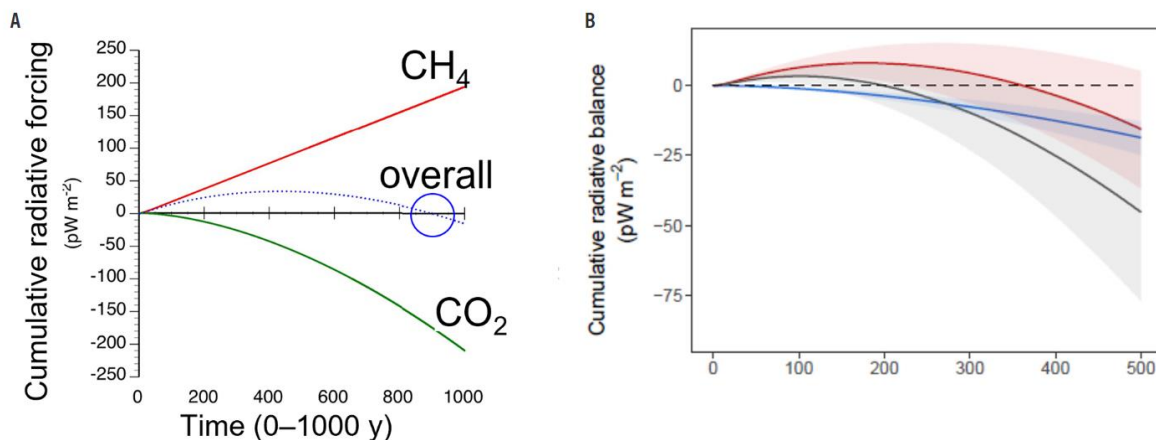 A
Cumulative radiative forcing
(pW m⁻²)
250
200
150
100
50
0
-50
-100
-150
-200
-250
CH₄
overall
CO₂
0 200 400 600 800 1000
Time (0–1000 y)
B
Cumulative radiative balance
(pW m⁻²)
0
−25
−50
−75
0 100 200 300 400 500